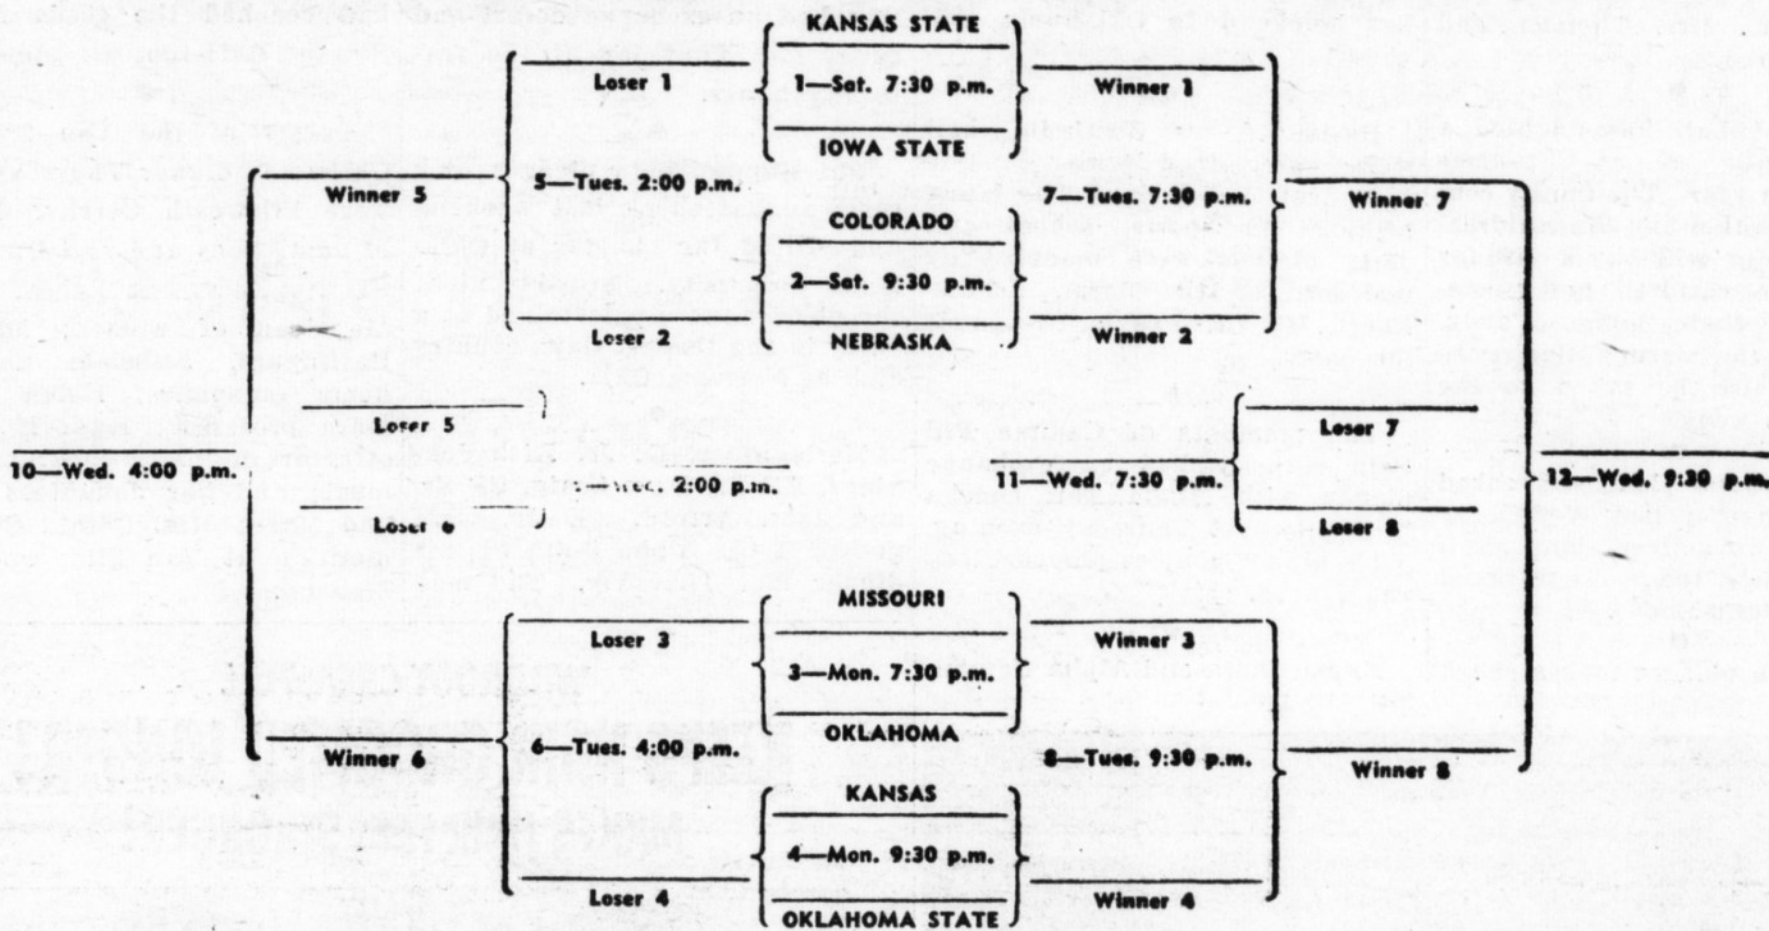 KANSAS STATE
Loser 1
1—Sat. 7:30 p.m.
Winner 1
IOWA STATE
Winner 5
5—Tues. 2:00 p.m.
7—Tues. 7:30 p.m.
Winner 7
COLORADO
2—Sat. 9:30 p.m.
Loser 2
NEBRASKA
Winner 2
Loser 5
Loser 7
10—Wed. 4:00 p.m.
2:00 p.m.
11—Wed. 7:30 p.m.
12—Wed. 9:30 p.m.
Loser 6
Loser 8
MISSOURI
Loser 3
Winner 3
3—Mon. 7:30 p.m.
OKLAHOMA
Winner 6
6—Tues. 4:00 p.m.
8—Tues. 9:30 p.m.
Winner 8
KANSAS
4—Mon. 9:30 p.m.
Loser 4
Winner 4
OKLAHOMA STATE